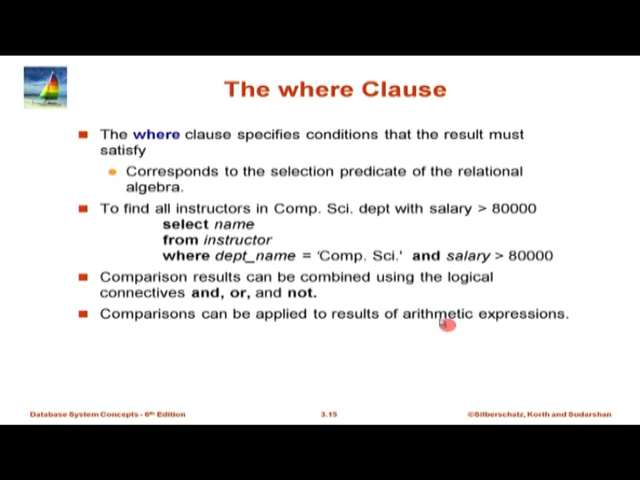 The where Clause
The where clause specifies conditions that the result must
satisfy
Corresponds to the selection predicate of the relational
algebra.
To find all instructors in Comp. Sci. dept with salary > 80000
select name
from instructor
where dept_name = 'Comp. Sci.' and salary > 80000
Comparison results can be combined using the logical
connectives and, or, and not.
Comparisons can be applied to results of arithmetic expressions.
Database System Concepts - 6th Edition
3.15
©Silberschatz, Korth and Sudarshan